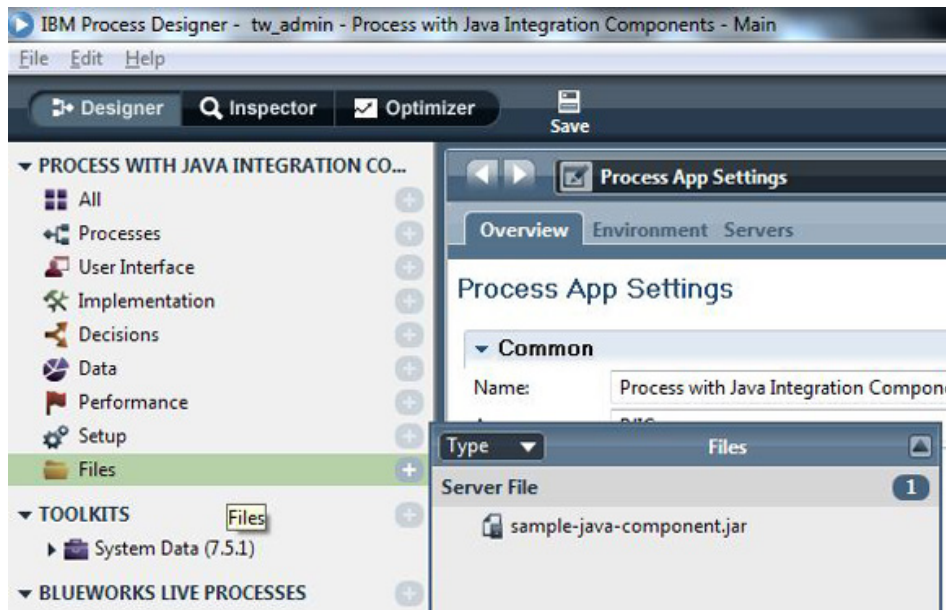 IBM Process Designer - tw_admin - Process with Java Integration Components - Main
File Edit Help
Designer Inspector Optimizer Save
PROCESS WITH JAVA INTEGRATION CO...
All
Processes
User Interface
Implementation
Decisions
Data
Performance
Setup
Files
TOOLKITS
Files
System Data (7.5.1)
BLUEWORKS LIVE PROCESSES
Process App Settings
Overview Environment Servers
Process App Settings
Common
Name: Process with Java Integration Compon
Type Files
Server File 1
sample-java-component.jar